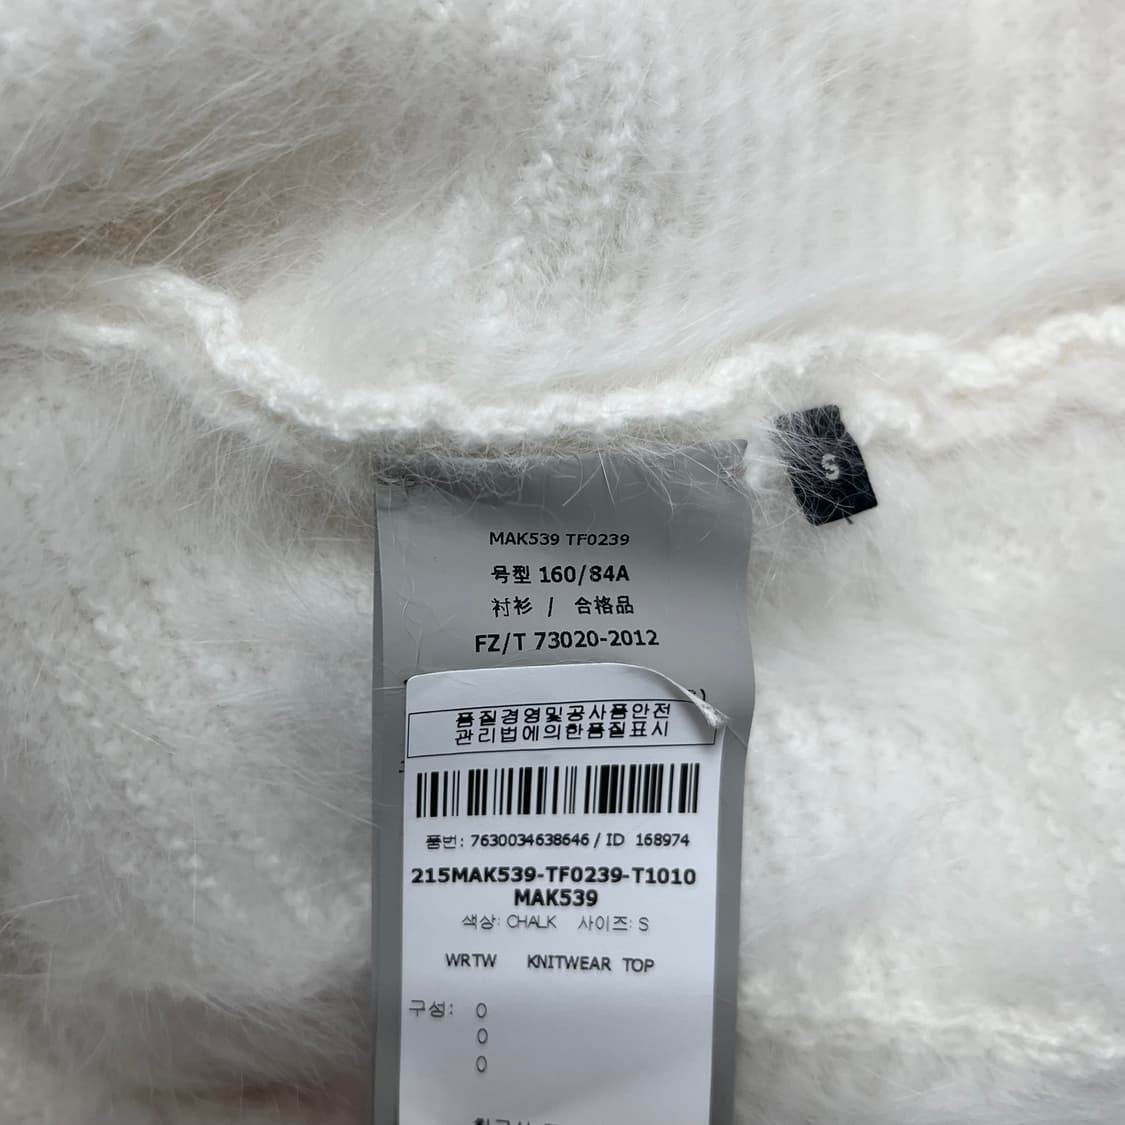 S
MAK539 TF0239
号型 160/84A
衬衫 / 合格品
FZ/T 73020-2012
품질경영및공사품안전
관리법에의한품질표시
품번: 7630034638646 / ID 168974
215MAK539-TF0239-T1010
MAK539
색상: CHALK 사이즈: S
WRTW KNITWEAR TOP
구성: 0
0
0